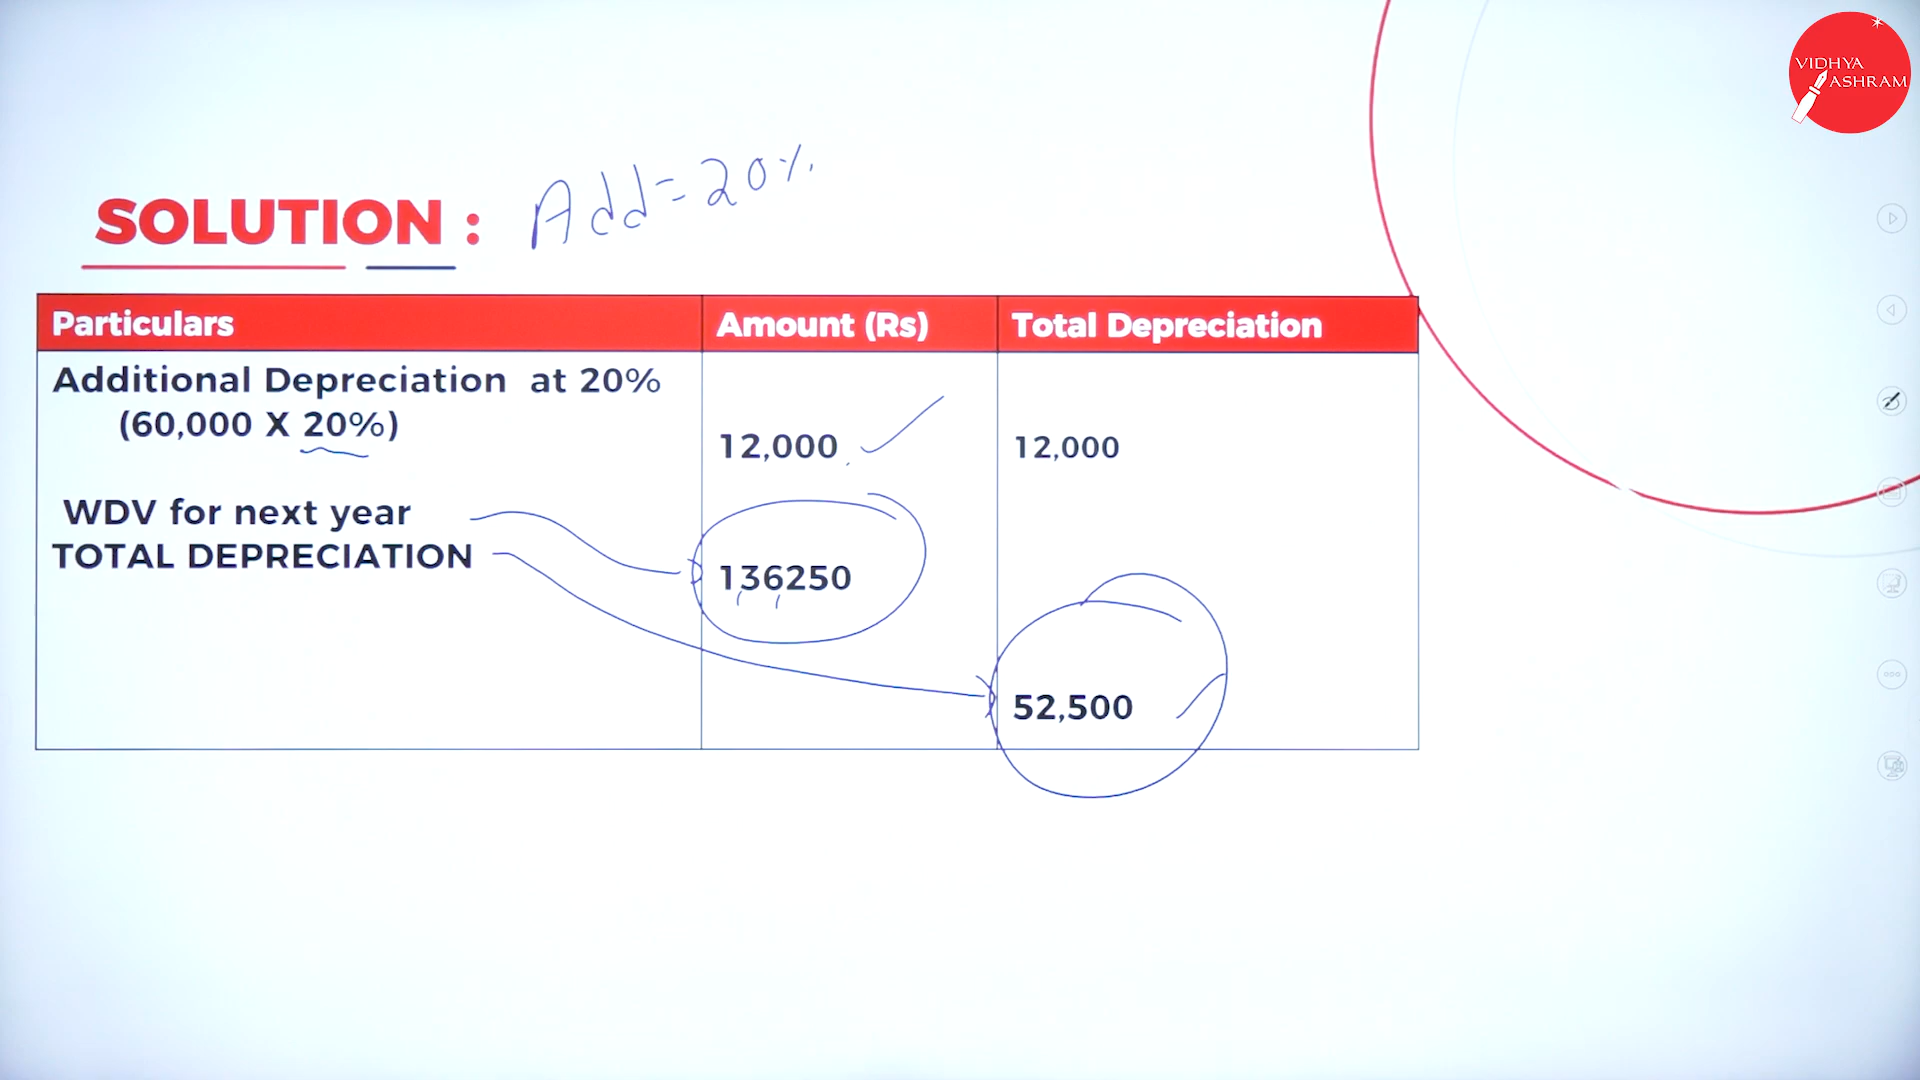 VIDHYA
ASHRAM
SOLUTION : Add = 20%
Particulars Amount (Rs) Total Depreciation
Additional Depreciation at 20%
(60,000 X 20%)
12,000 12,000
WDV for next year
TOTAL DEPRECIATION
136250
52,500